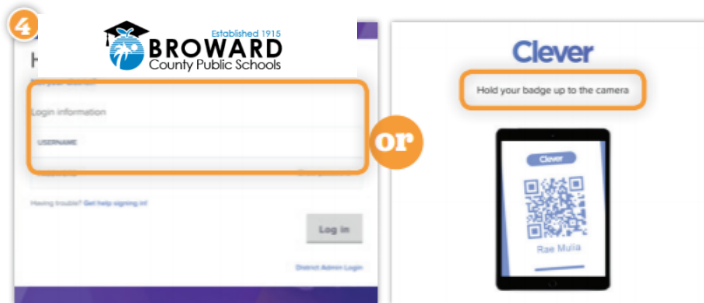 4
Established 1915
BROWARD
County Public Schools
H
Login information
USERNAME
Having trouble? Get help signing in!
Log in
District Admin Login
or
Clever
Hold your badge up to the camera
Clever
Rae Mulia